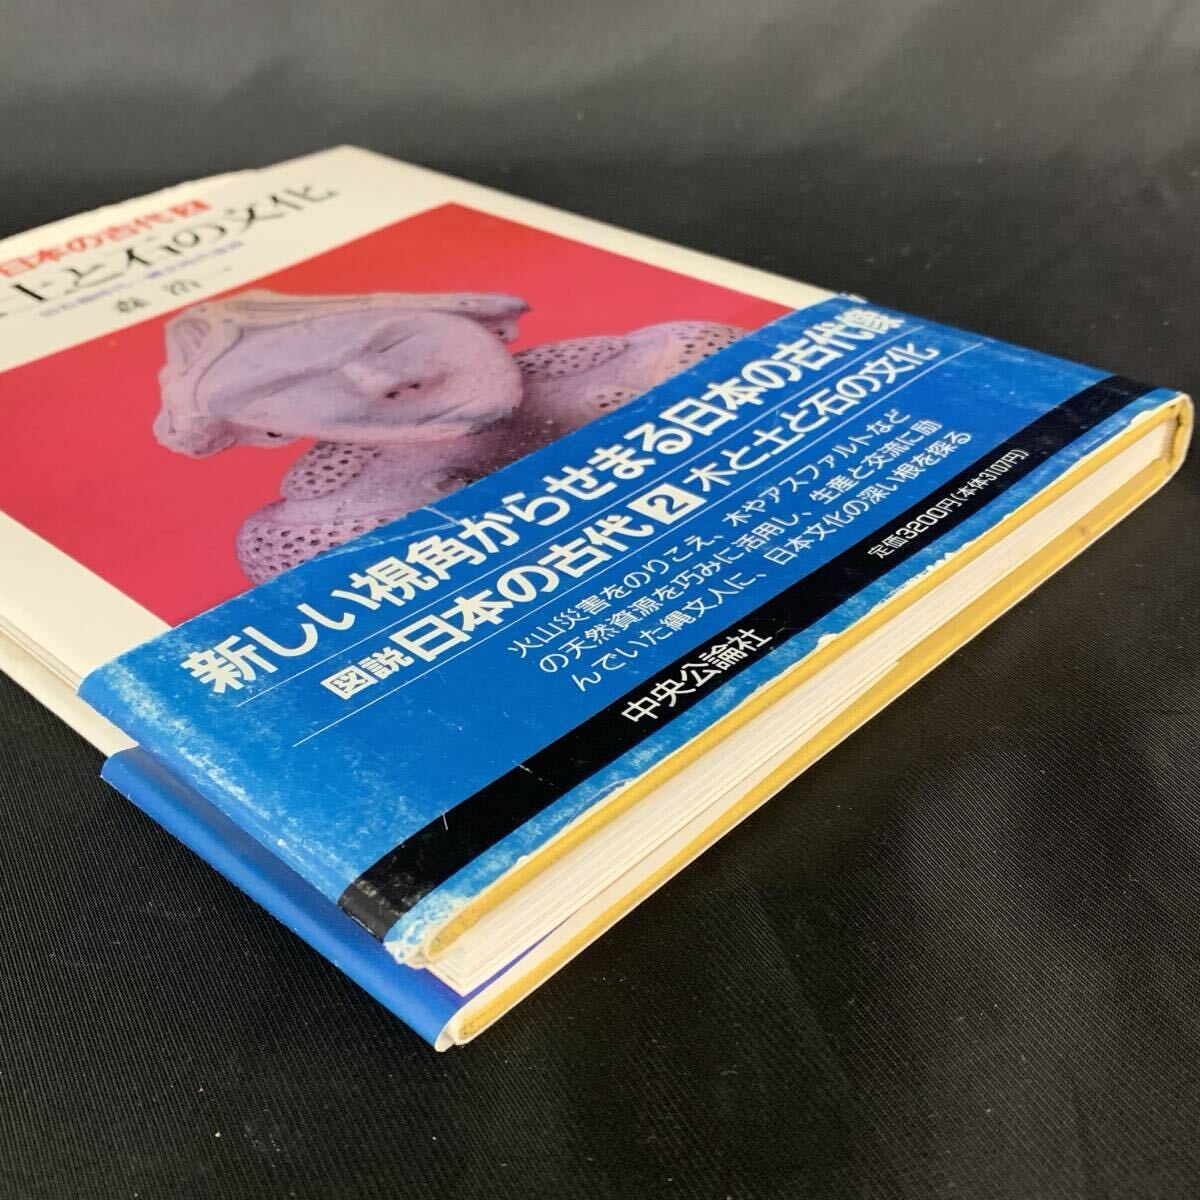 日本の古代2
土と石の文化
森浩一
新しい視角からせまる日本の古代像
図説日本の古代2木と土と石の文化
火山災害をのりこえ、木やアスファルトなど
の天然資源を巧みに活用し、生産と交流に励
んでいた縄文人に、日本文化の深い根を探る
定価3200円(本体3107円)
中央公論社